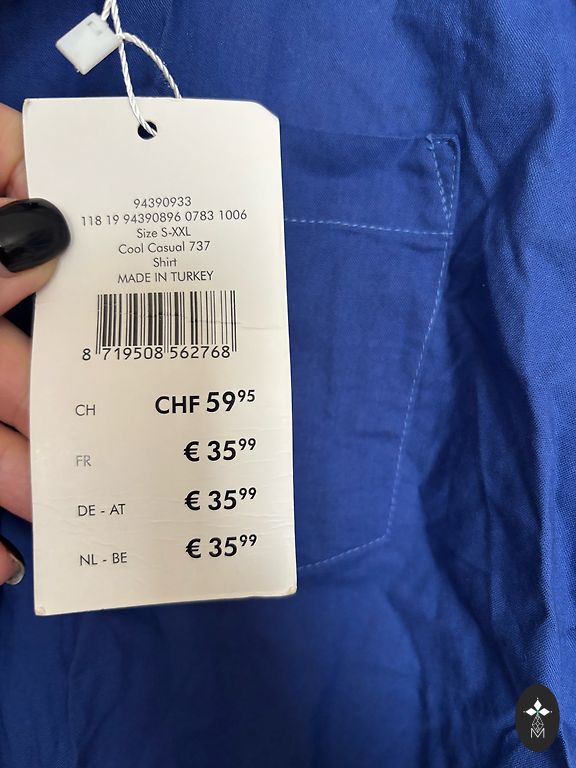 94390933
118 19 94390896 0783 1006
Size S-XXL
Cool Casual 737
Shirt
MADE IN TURKEY
8 719508 562768
CH CHF 59⁹⁵
FR € 35⁹⁹
DE - AT € 35⁹⁹
NL - BE € 35⁹⁹
M